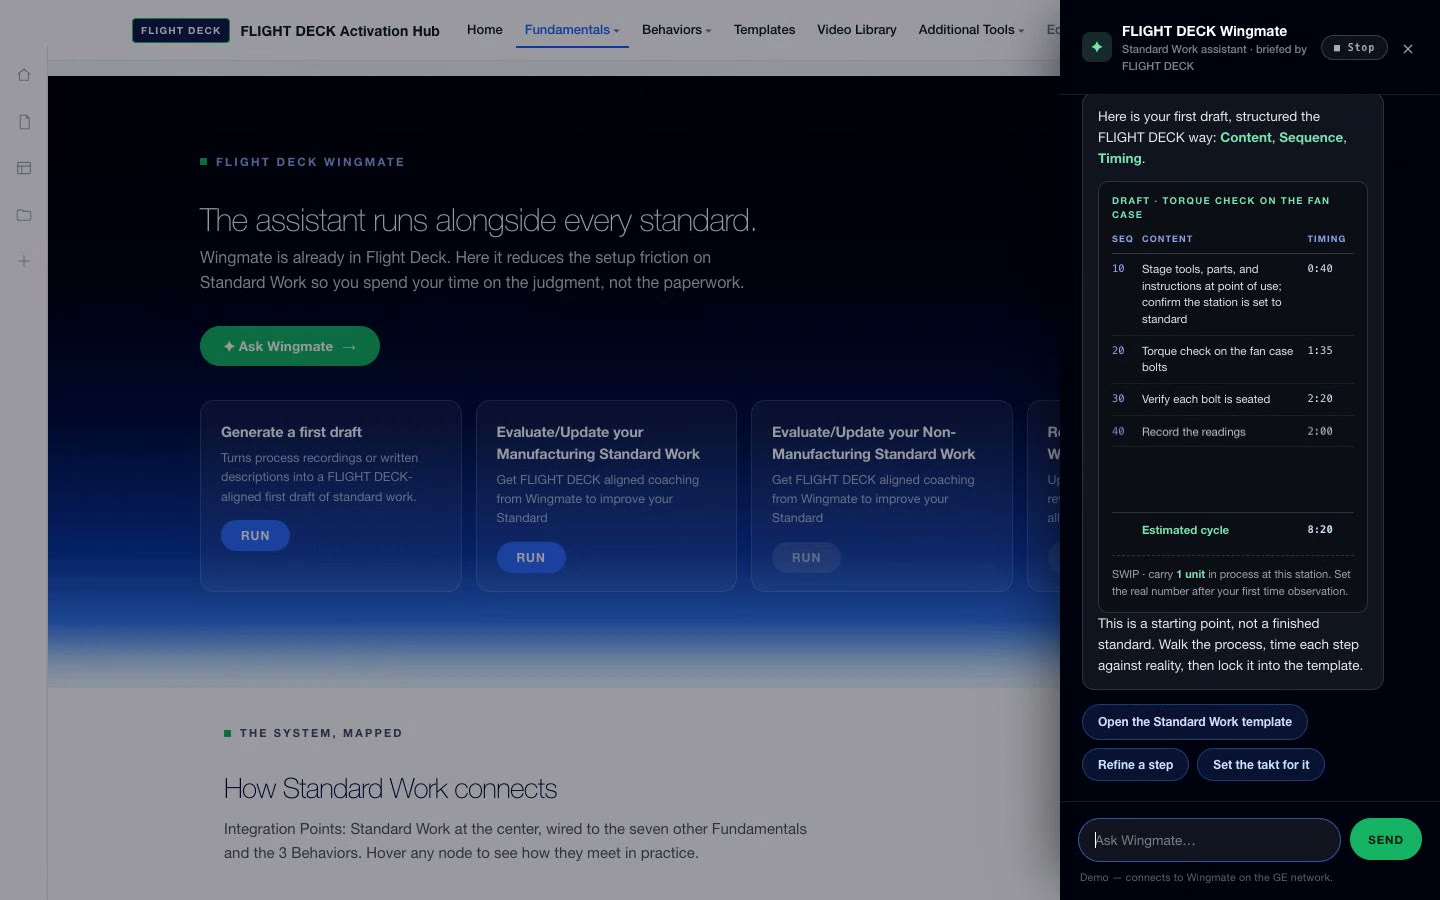 FLIGHT DECK
FLIGHT DECK Activation Hub
Home
Fundamentals
Behaviors
Templates
Video Library
Additional Tools
FLIGHT DECK WINGMATE
The assistant runs alongside every standard.
Wingmate is already in Flight Deck. Here it reduces the setup friction on
Standard Work so you spend your time on the judgment, not the paperwork.
✦ Ask Wingmate →
Generate a first draft
Turns process recordings or written
descriptions into a FLIGHT DECK-
aligned first draft of standard work.
RUN
Evaluate/Update your
Manufacturing Standard Work
Get FLIGHT DECK aligned coaching
from Wingmate to improve your
Standard
RUN
Evaluate/Update your Non-
Manufacturing Standard Work
Get FLIGHT DECK aligned coaching
from Wingmate to improve your
Standard
RUN
THE SYSTEM, MAPPED
How Standard Work connects
Integration Points: Standard Work at the center, wired to the seven other Fundamentals
and the 3 Behaviors. Hover any node to see how they meet in practice.
FLIGHT DECK Wingmate
Standard Work assistant · briefed by
FLIGHT DECK
■ Stop
×
Here is your first draft, structured the
FLIGHT DECK way: Content, Sequence,
Timing.
DRAFT · TORQUE CHECK ON THE FAN
CASE
SEQ CONTENT TIMING
10 Stage tools, parts, and 0:40
instructions at point of use;
confirm the station is set to
standard
20 Torque check on the fan case 1:35
bolts
30 Verify each bolt is seated 2:20
40 Record the readings 2:00
Estimated cycle 8:20
SWIP · carry 1 unit in process at this station. Set
the real number after your first time observation.
This is a starting point, not a finished
standard. Walk the process, time each step
against reality, then lock it into the template.
Open the Standard Work template
Refine a step
Set the takt for it
Ask Wingmate…
SEND
Demo — connects to Wingmate on the GE network.